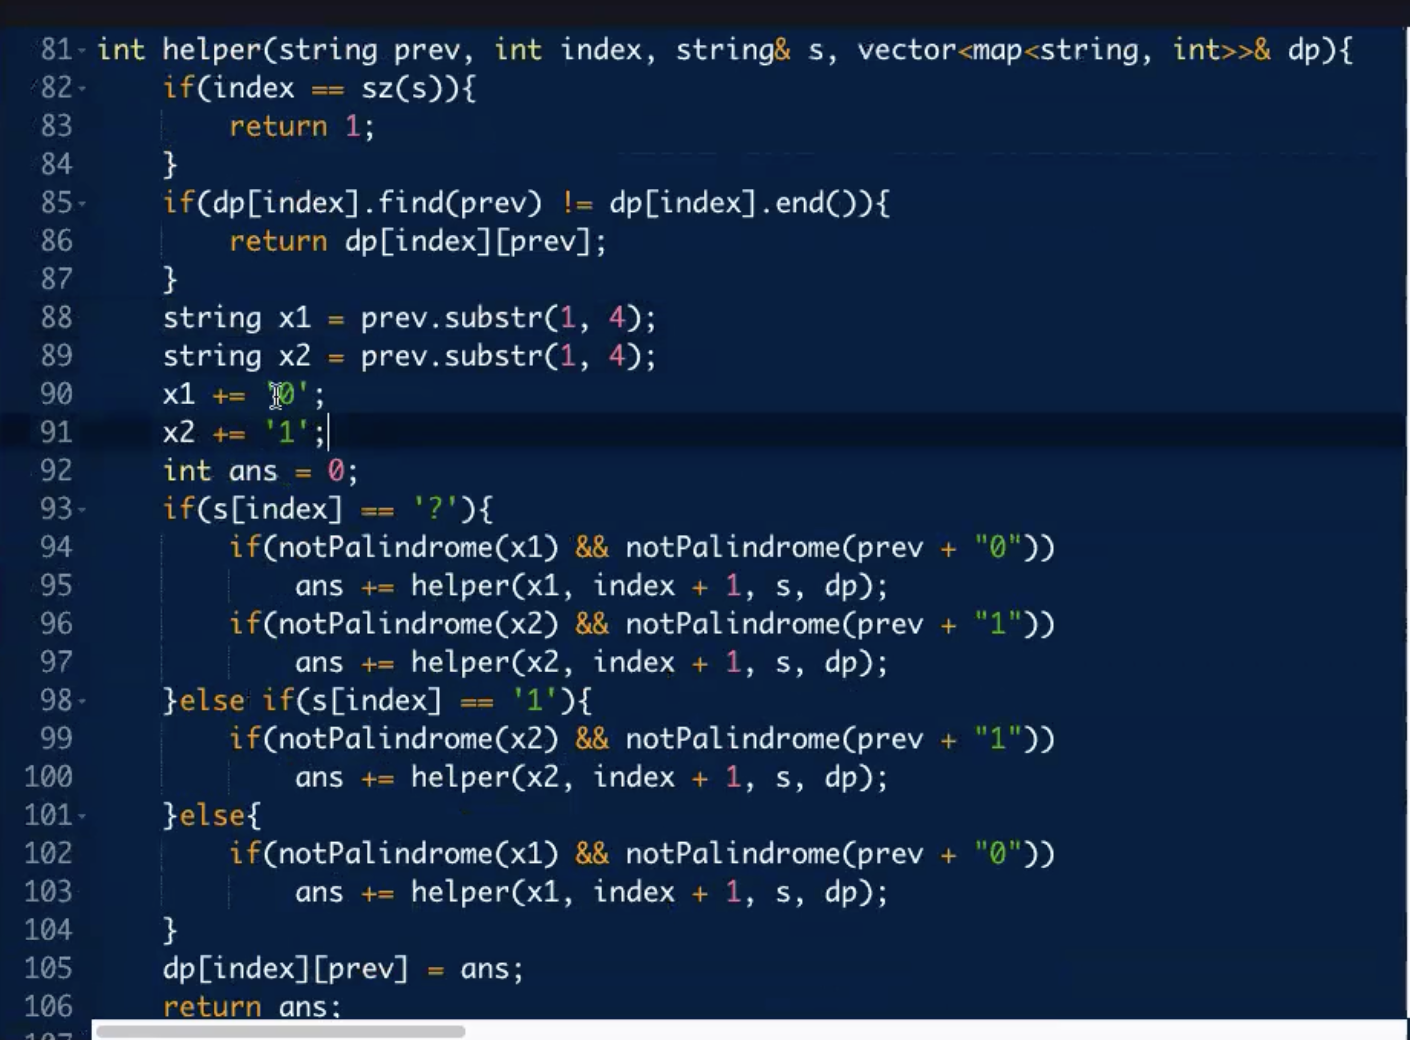 81 int helper(string prev, int index, string& s, vector<map<string, int>>& dp){
82 if(index == sz(s)){
83 return 1;
84 }
85 if(dp[index].find(prev) != dp[index].end()){
86 return dp[index][prev];
87 }
88 string x1 = prev.substr(1, 4);
89 string x2 = prev.substr(1, 4);
90 x1 += '0';
91 x2 += '1';
92 int ans = 0;
93 if(s[index] == '?'){
94 if(notPalindrome(x1) && notPalindrome(prev + "0"))
95 ans += helper(x1, index + 1, s, dp);
96 if(notPalindrome(x2) && notPalindrome(prev + "1"))
97 ans += helper(x2, index + 1, s, dp);
98 }else if(s[index] == '1'){
99 if(notPalindrome(x2) && notPalindrome(prev + "1"))
100 ans += helper(x2, index + 1, s, dp);
101 }else{
102 if(notPalindrome(x1) && notPalindrome(prev + "0"))
103 ans += helper(x1, index + 1, s, dp);
104 }
105 dp[index][prev] = ans;
106 return ans;